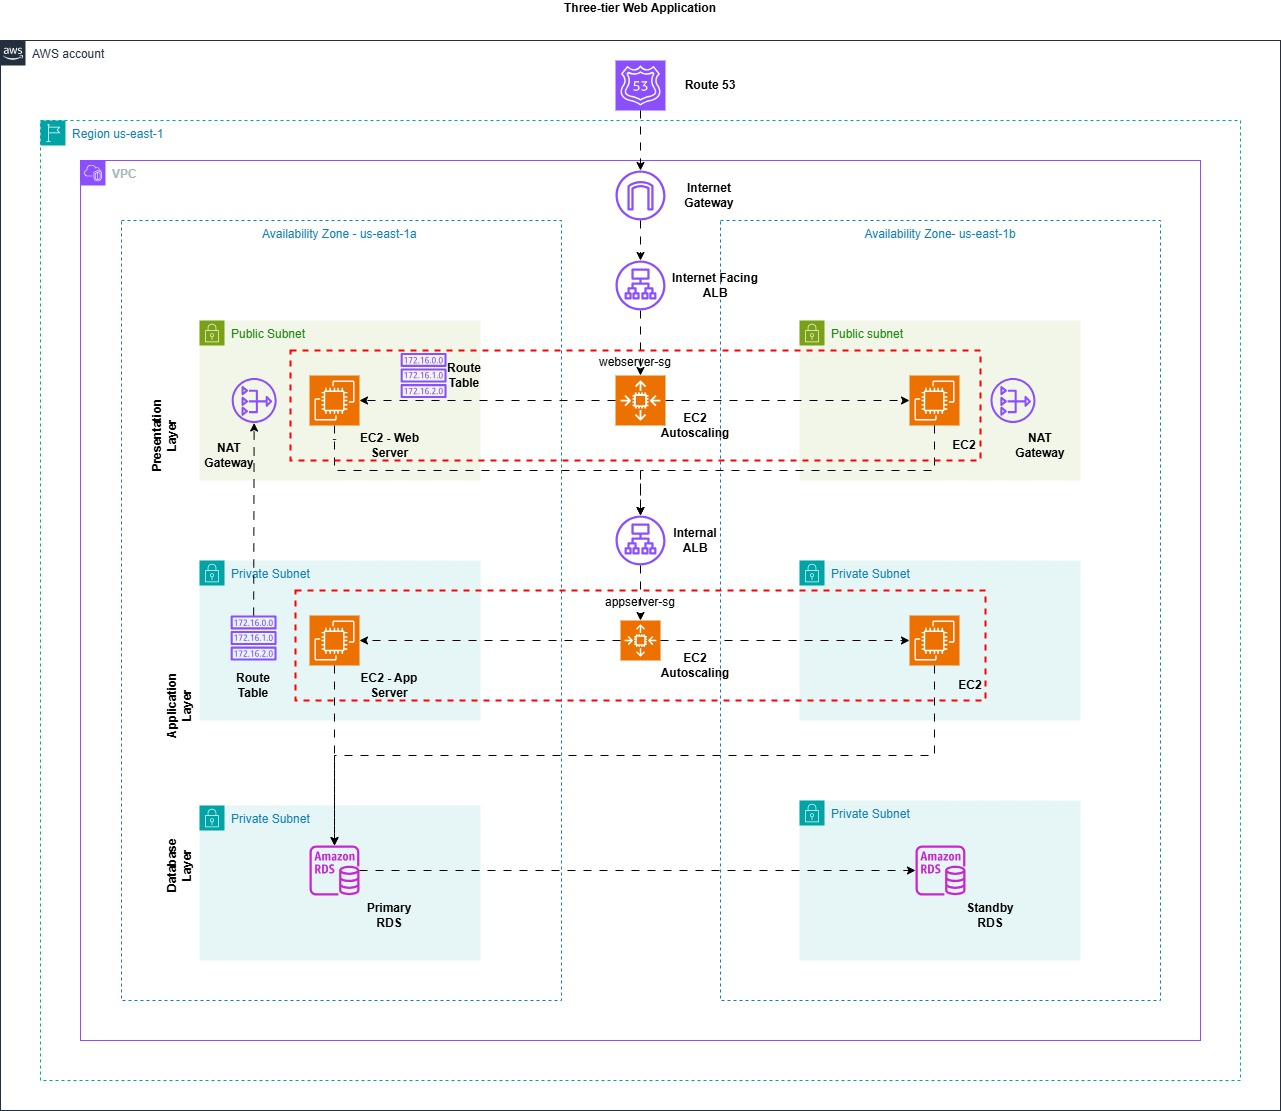 Three-tier Web Application
aws
AWS account
53
Route 53
Region us-east-1
VPC
Internet
Gateway
Availability Zone - us-east-1a
Availability Zone- us-east-1b
Internet Facing
ALB
Public Subnet
Public subnet
172.16.0.0
172.16.1.0
172.16.2.0
Route
Table
webserver-sg
Presentation
Layer
NAT
Gateway
EC2 - Web
Server
EC2
Autoscaling
EC2
NAT
Gateway
Internal
ALB
Private Subnet
Private Subnet
appserver-sg
172.16.0.0
172.16.1.0
172.16.2.0
Route
Table
EC2 - App
Server
EC2
Autoscaling
EC2
Application
Layer
Private Subnet
Private Subnet
Database
Layer
Amazon
RDS
Primary
RDS
Amazon
RDS
Standby
RDS